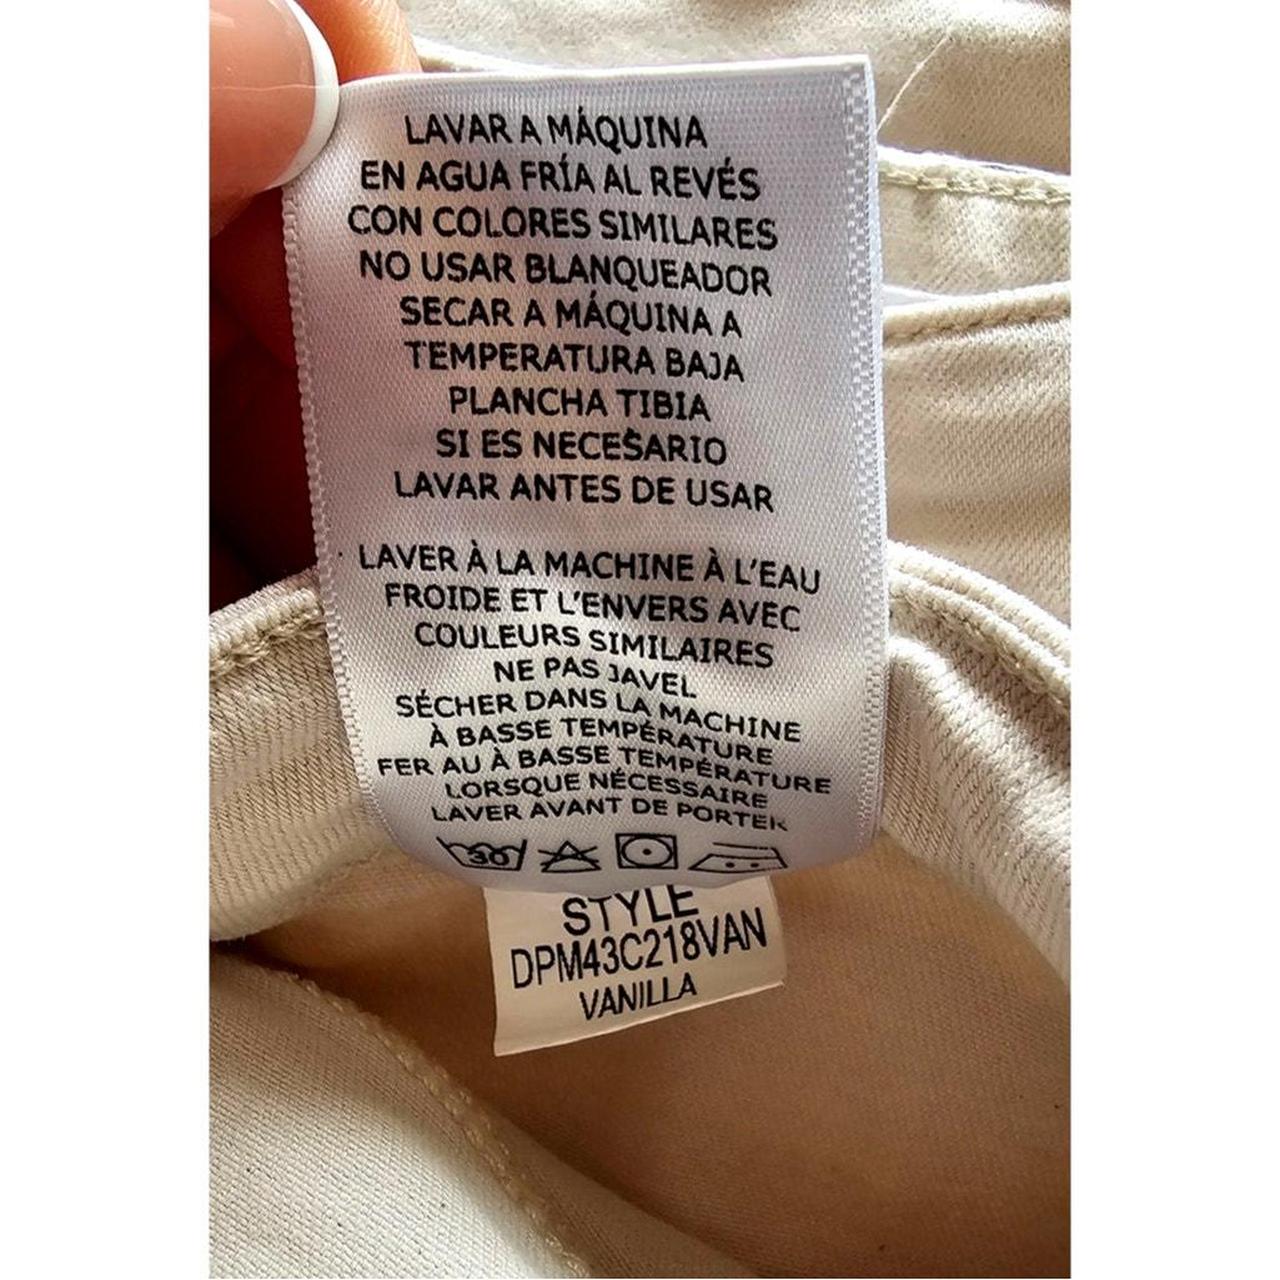 LAVAR A MÁQUINA
EN AGUA FRÍA AL REVÉS
CON COLORES SIMILARES
NO USAR BLANQUEADOR
SECAR A MÁQUINA A
TEMPERATURA BAJA
PLANCHA TIBIA
SI ES NECESARIO
LAVAR ANTES DE USAR
LAVER À LA MACHINE À L'EAU
FROIDE ET L'ENVERS AVEC
COULEURS SIMILAIRES
NE PAS JAVEL
SÉCHER DANS LA MACHINE
À BASSE TEMPÉRATURE
FER AU À BASSE TEMPÉRATURE
LORSQUE NÉCESSAIRE
LAVER AVANT DE PORTER
30
STYLE
DPM43C218VAN
VANILLA